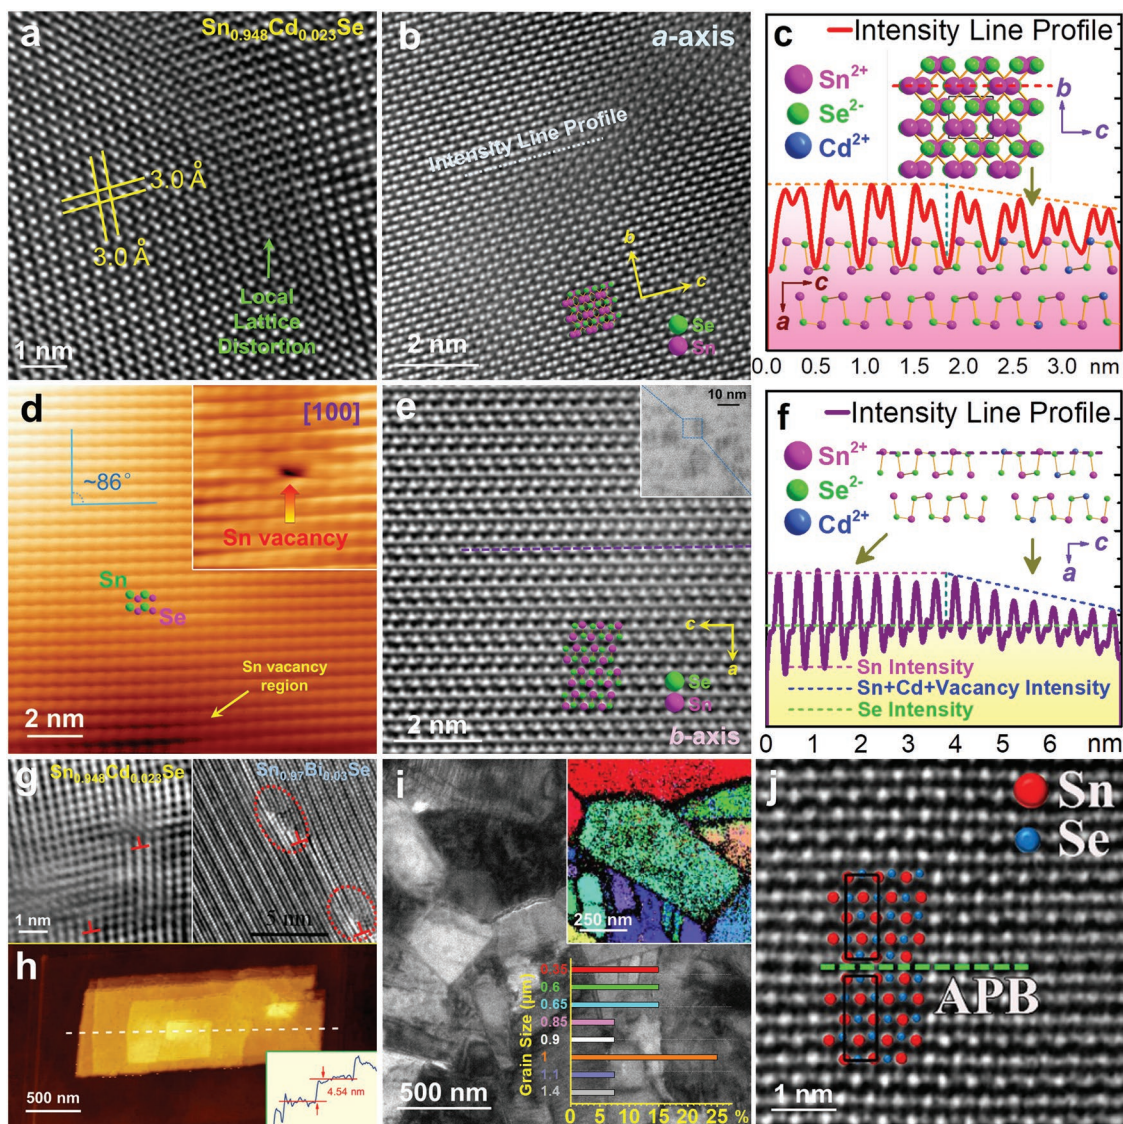 a
Sn0.948Cd0.023Se
3.0 Å
3.0 Å
Local
Lattice
Distortion
1 nm
b
a-axis
Intensity Line Profile
b
c
Se
Sn
2 nm
c
Intensity Line Profile
Sn2+
Se2-
Cd2+
b
c
c
a
0.0 0.5 1.0 1.5 2.0 2.5 3.0 nm
d
[100]
~86°
Sn vacancy
Sn
Se
Sn vacancy
region
2 nm
e
10 nm
c
a
Se
Sn
2 nm
b-axis
f
Intensity Line Profile
Sn2+
Se2-
Cd2+
c
a
Sn Intensity
Sn+Cd+Vacancy Intensity
Se Intensity
0 1 2 3 4 5 6 nm
g
Sn0.948Cd0.023Se
Sn0.97Bi0.03Se
1 nm
5 nm
h
4.54 nm
500 nm
i
250 nm
Grain Size (μm)
0.35
0.6
0.65
0.85
0.9
1
1.1
1.4
0 5 10 15 20 25 %
500 nm
j
Sn
Se
APB
1 nm